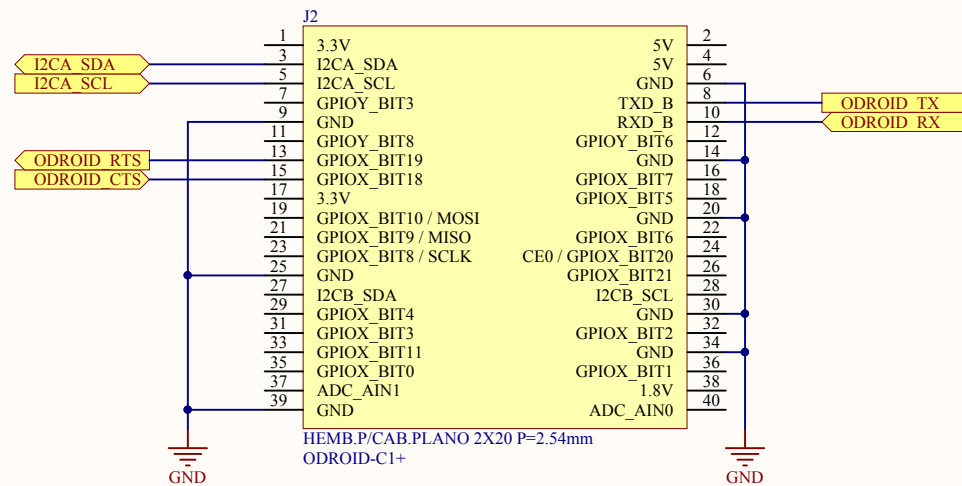 J2
1 3.3V 5V 2
I2CA_SDA 3 I2CA_SDA 5V 4
I2CA_SCL 5 I2CA_SCL GND 6
7 GPIOY_BIT3 TXD_B 8 ODROID_TX
9 GND RXD_B 10 ODROID_RX
11 GPIOY_BIT8 GPIOY_BIT6 12
ODROID_RTS 13 GPIOX_BIT19 GND 14
ODROID_CTS 15 GPIOX_BIT18 GPIOX_BIT7 16
17 3.3V GPIOX_BIT5 18
19 GPIOX_BIT10 / MOSI GND 20
21 GPIOX_BIT9 / MISO GPIOX_BIT6 22
23 GPIOX_BIT8 / SCLK CE0 / GPIOX_BIT20 24
25 GND GPIOX_BIT21 26
27 I2CB_SDA I2CB_SCL 28
29 GPIOX_BIT4 GND 30
31 GPIOX_BIT3 GPIOX_BIT2 32
33 GPIOX_BIT11 GND 34
35 GPIOX_BIT0 GPIOX_BIT1 36
37 ADC_AIN1 1.8V 38
39 GND ADC_AIN0 40
HEMB.P/CAB.PLANO 2X20 P=2.54mm
ODROID-C1+
GND GND